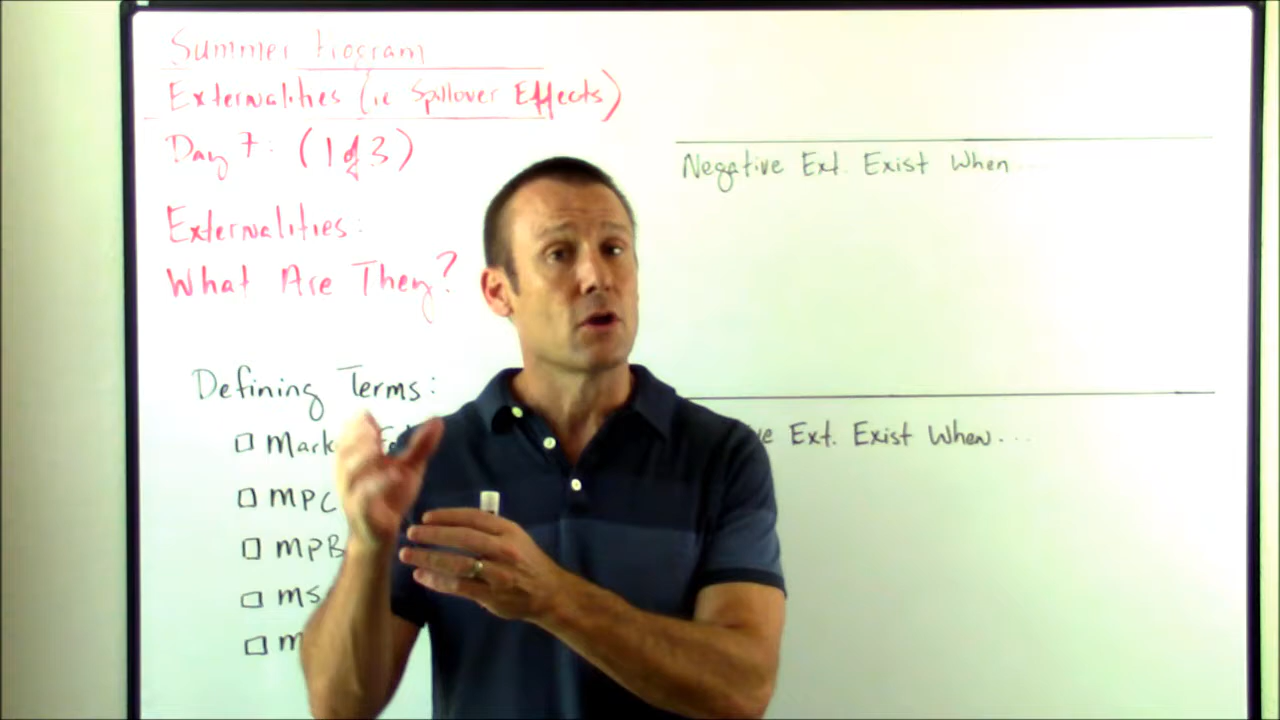 Summer Program
Externalities (ie Spillover Effects)
Day 7: (1 of 3)
Externalities:
What Are They?
Defining Terms:
MPC
MPB
Negative Ext. Exist When...
Ext. Exist When...